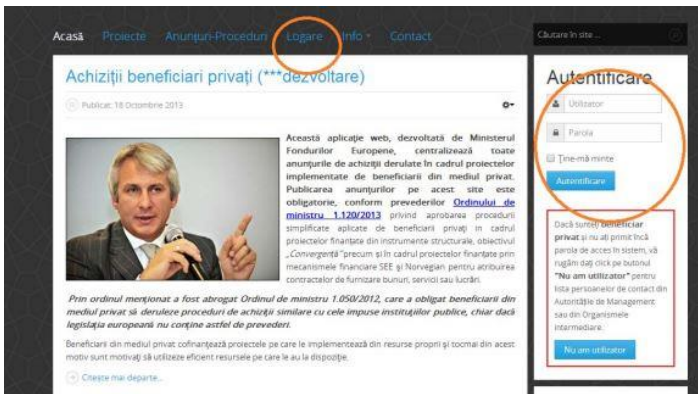 Acasă Proiecte Anunțuri-Proceduri Logare Info Contact
Căutare în site ...
Achiziții beneficiari privați (***dezvoltare)
Publicat: 18 Octombrie 2013
Această aplicație web, dezvoltată de Ministerul
Fondurilor Europene, centralizează toate
anunțurile de achiziții derulate în cadrul proiectelor
implementate de beneficiarii din mediul privat.
Publicarea anunțurilor pe acest site este
obligatorie, conform prevederilor Ordinului de
ministru 1.120/2013 privind aprobarea procedurii
simplificate aplicate de beneficiarii privați în cadrul
proiectelor finanțate din instrumente structurale, obiectivul
„Convergență" precum și în cadrul proiectelor finanțate prin
mecanismele financiare SEE și Norvegian pentru atribuirea
contractelor de furnizare bunuri, servicii sau lucrări.
Prin ordinul menționat a fost abrogat Ordinul de ministru 1.050/2012, care a obligat beneficiarii din
mediul privat să deruleze proceduri de achiziții similare cu cele impuse instituțiilor publice, chiar dacă
legislația europeană nu conține astfel de prevederi.
Beneficiarii din mediul privat cofinanțează proiectele pe care le implementează din resurse proprii și tocmai din acest
motiv sunt motivați să utilizeze eficient resursele pe care le au la dispoziție.
Citește mai departe...
Autentificare
Utilizator
Parola
Ține-mă minte
Autentificare
Dacă sunteți beneficiar
privat și nu ați primit încă
parola de acces în sistem, vă
rugăm dați click pe butonul
"Nu am utilizator" pentru
lista persoanelor de contact din
Autoritățile de Management
sau din Organismele
intermediare.
Nu am utilizator